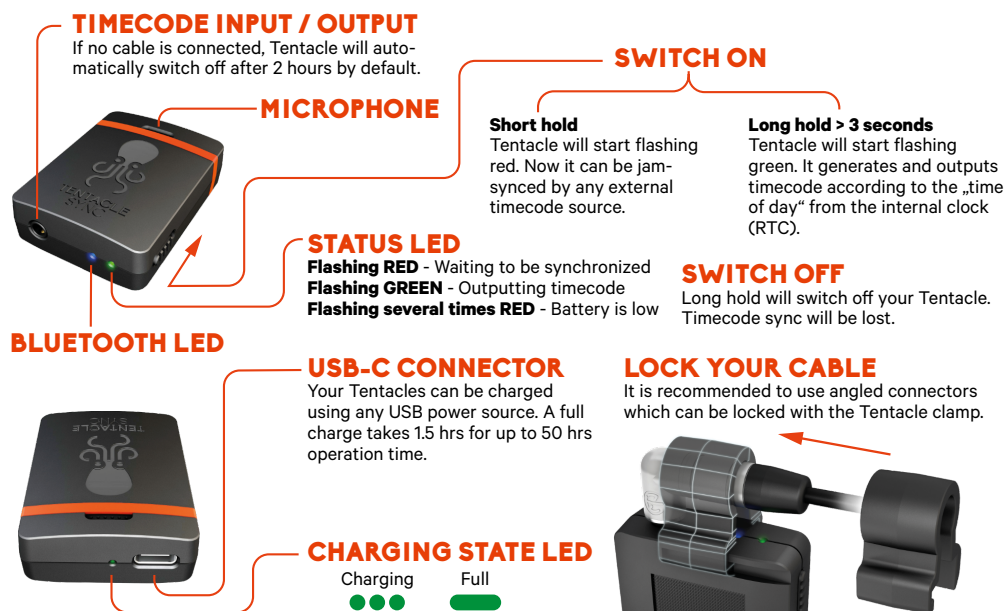 TIMECODE INPUT / OUTPUT
If no cable is connected, Tentacle will auto-
matically switch off after 2 hours by default.
MICROPHONE
TENTACLE
SYNC
SWITCH ON
Short hold
Tentacle will start flashing
red. Now it can be jam-
synced by any external
timecode source.
Long hold > 3 seconds
Tentacle will start flashing
green. It generates and outputs
timecode according to the „time
of day“ from the internal clock
(RTC).
STATUS LED
Flashing RED - Waiting to be synchronized
Flashing GREEN - Outputting timecode
Flashing several times RED - Battery is low
SWITCH OFF
Long hold will switch off your Tentacle.
Timecode sync will be lost.
BLUETOOTH LED
USB-C CONNECTOR
Your Tentacles can be charged
using any USB power source. A full
charge takes 1.5 hrs for up to 50 hrs
operation time.
LOCK YOUR CABLE
It is recommended to use angled connectors
which can be locked with the Tentacle clamp.
TENTACLE
SYNC
CHARGING STATE LED
Charging Full